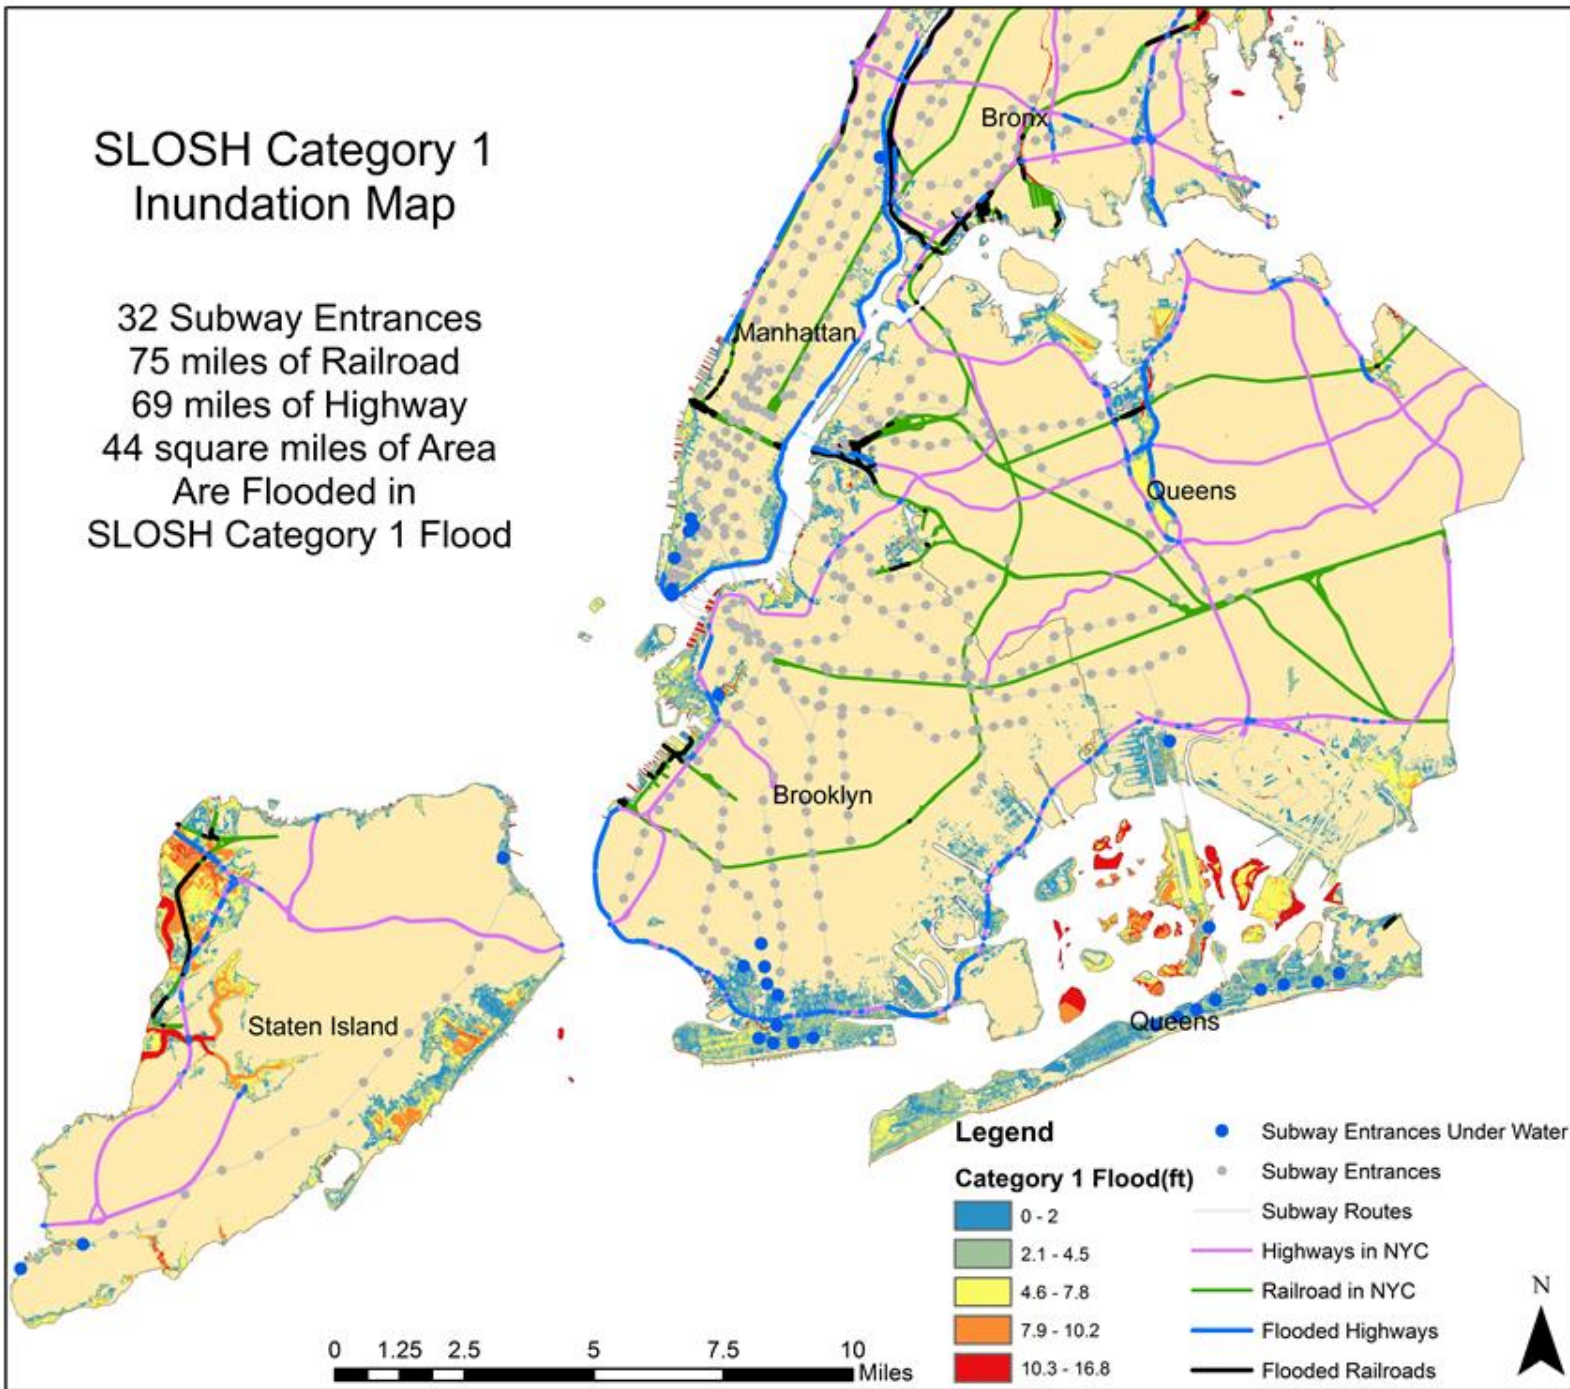 SLOSH Category 1
Inundation Map
32 Subway Entrances
75 miles of Railroad
69 miles of Highway
44 square miles of Area
Are Flooded in
SLOSH Category 1 Flood
Bronx
Manhattan
Queens
Brooklyn
Staten Island
Queens
Legend
Category 1 Flood(ft)
0 - 2
2.1 - 4.5
4.6 - 7.8
7.9 - 10.2
10.3 - 16.8
Subway Entrances Under Water
Subway Entrances
Subway Routes
Highways in NYC
Railroad in NYC
Flooded Highways
Flooded Railroads
N
0 1.25 2.5 5 7.5 10
Miles